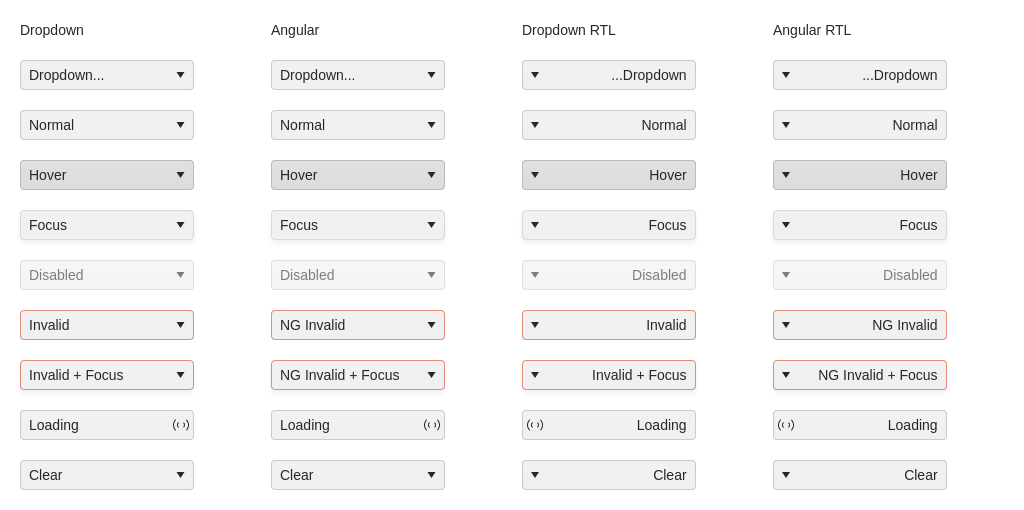 Dropdown Angular Dropdown RTL Angular RTL
Dropdown... Dropdown... ...Dropdown ...Dropdown
Normal Normal Normal Normal
Hover Hover Hover Hover
Focus Focus Focus Focus
Disabled Disabled Disabled Disabled
Invalid NG Invalid Invalid NG Invalid
Invalid + Focus NG Invalid + Focus Invalid + Focus NG Invalid + Focus
Loading Loading Loading Loading
Clear Clear Clear Clear